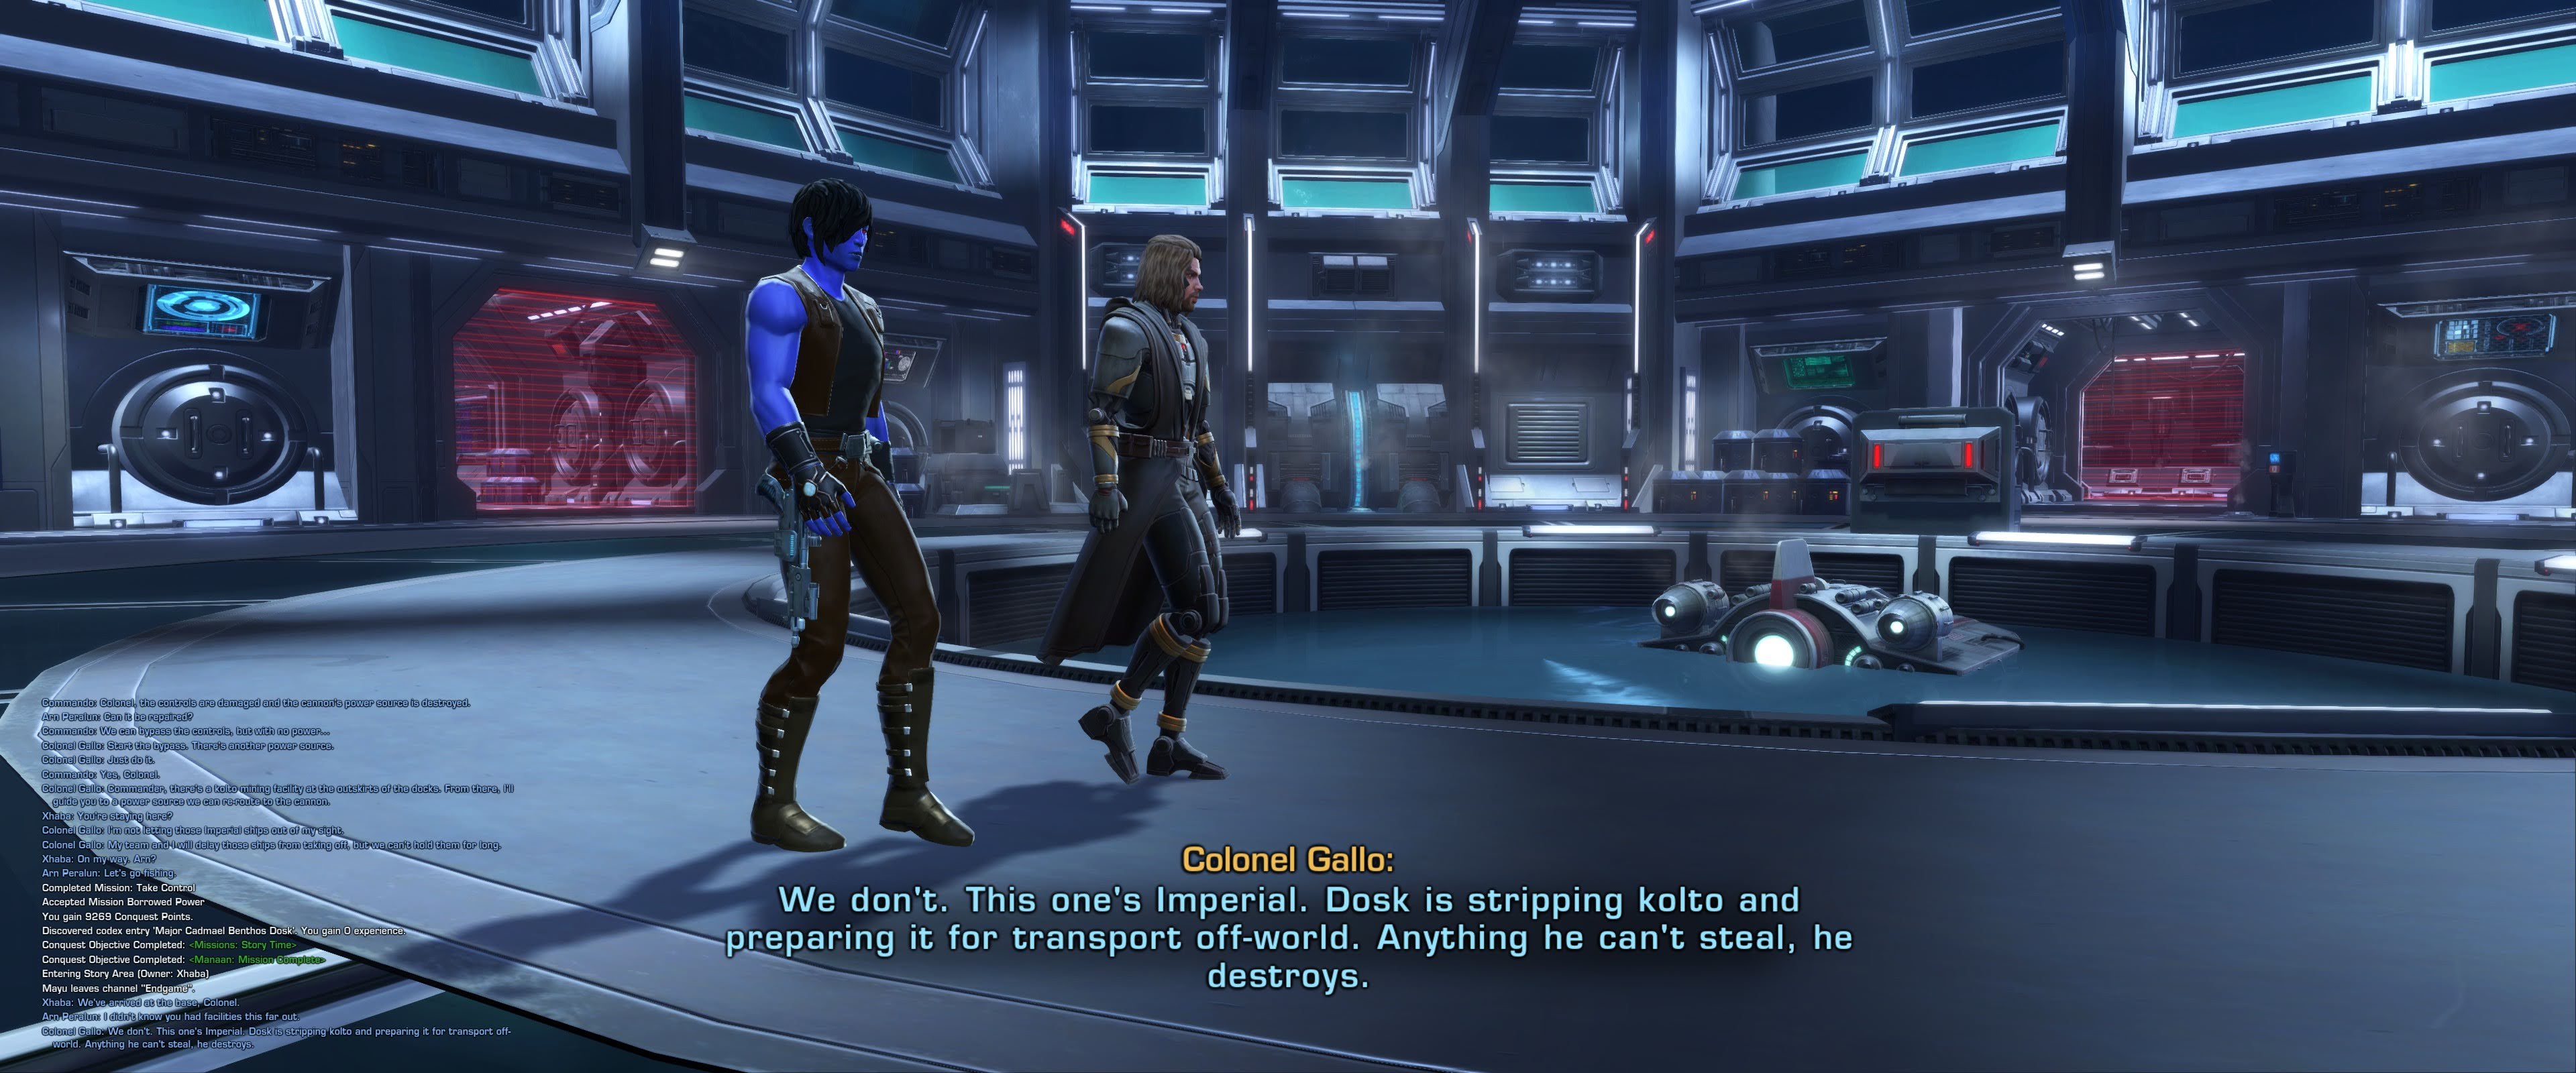 Commando: Colonel, the controls are damaged and the cannon's power source is destroyed.
Arn Peralun: Can it be repaired?
Commando: We can bypass the controls, but with no power...
Colonel Gallo: Start the bypass. There's another power source.
Colonel Gallo: Just do it.
Commando: Yes, Colonel.
Colonel Gallo: Commander, there's a kolto mining facility at the outskirts of the docks. From there, I'll
guide you to a power source we can re-route to the cannon.
Xhaba: You're staying here?
Colonel Gallo: I'm not letting those Imperial ships out of my sight.
Colonel Gallo: My team and I will delay those ships from taking off, but we can't hold them for long.
Xhaba: On my way. Arn?
Arn Peralun: Let's go fishing.
Completed Mission: Take Control
Accepted Mission Borrowed Power
You gain 9269 Conquest Points.
Discovered codex entry 'Major Cadmael Benthos Dosk'. You gain 0 experience.
Conquest Objective Completed: <Missions: Story Time>
Conquest Objective Completed: <Manaan: Mission Complete>
Entering Story Area (Owner: Xhaba)
Mayu leaves channel "Endgame".
Xhaba: We've arrived at the base, Colonel.
Arn Peralun: I didn't know you had facilities this far out.
Colonel Gallo: We don't. This one's Imperial. Dosk is stripping kolto and preparing it for transport off-
world. Anything he can't steal, he destroys.
Colonel Gallo:
We don't. This one's Imperial. Dosk is stripping kolto and
preparing it for transport off-world. Anything he can't steal, he
destroys.